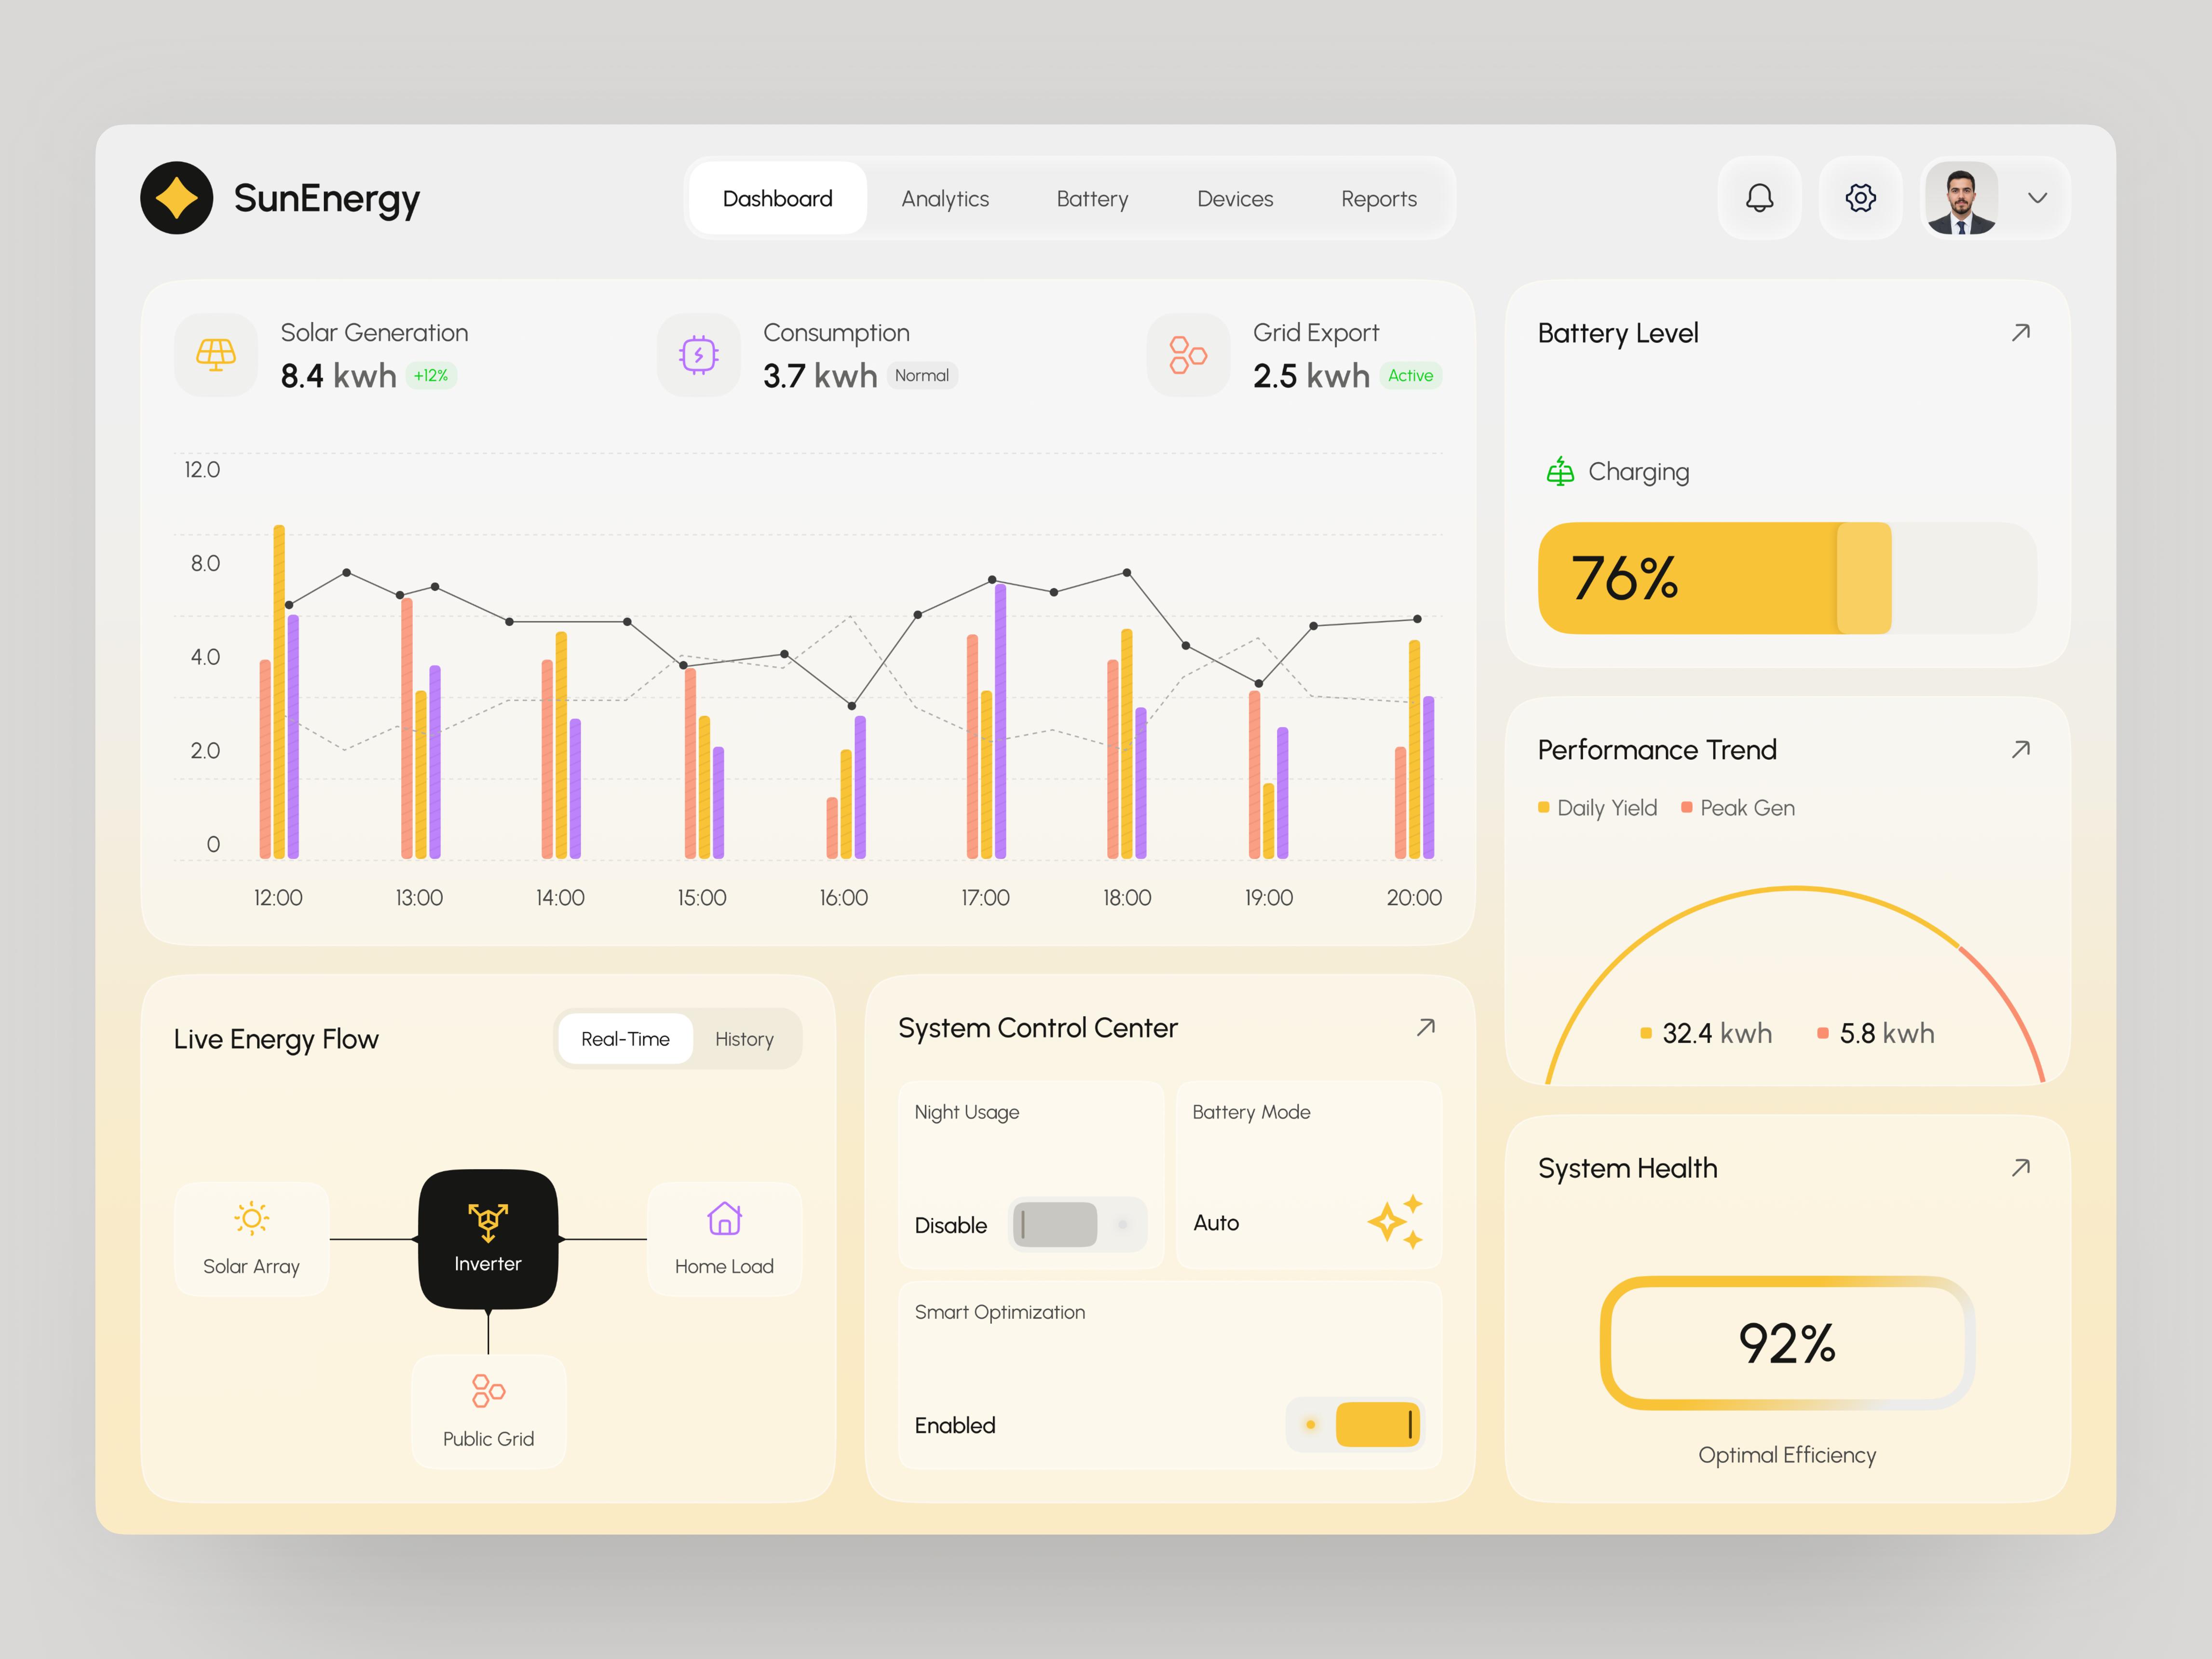 SunEnergy
Dashboard
Analytics
Battery
Devices
Reports
Solar Generation
8.4 kwh +12%
Consumption
3.7 kwh Normal
Grid Export
2.5 kwh Active
12.0
8.0
4.0
2.0
0
12:00
13:00
14:00
15:00
16:00
17:00
18:00
19:00
20:00
Battery Level
Charging
76%
Performance Trend
Daily Yield
Peak Gen
32.4 kwh
5.8 kwh
Live Energy Flow
Real-Time
History
Solar Array
Inverter
Home Load
Public Grid
System Control Center
Night Usage
Disable
Battery Mode
Auto
Smart Optimization
Enabled
System Health
92%
Optimal Efficiency